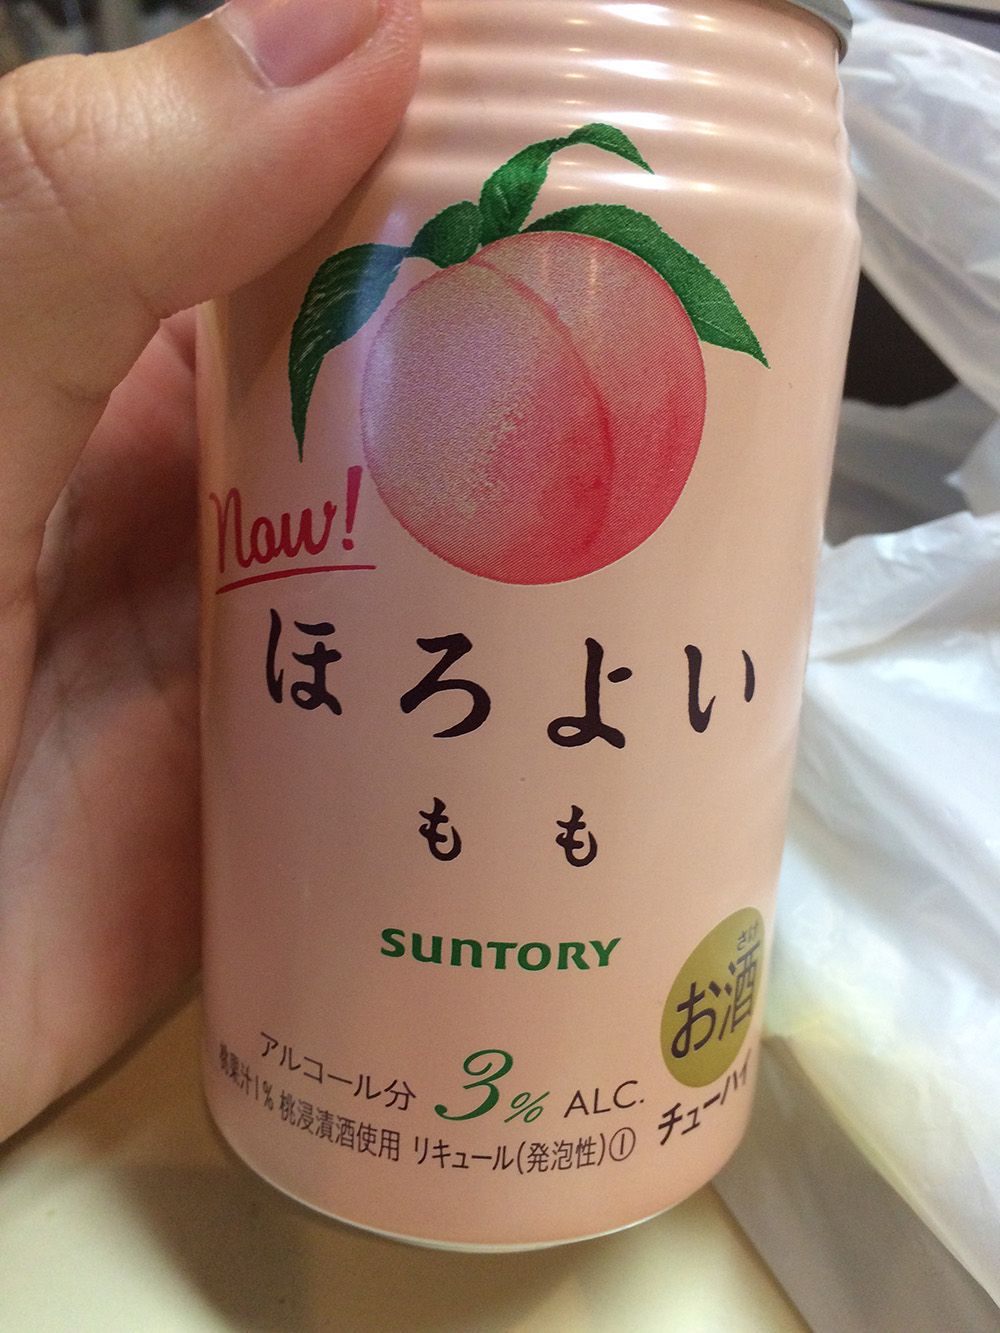 Now!
ほろよい
もも
SUNTORY
さけ
お酒
チューハイ
アルコール分 3% ALC.
桃果汁1% 桃浸漬酒使用 リキュール(発泡性)①